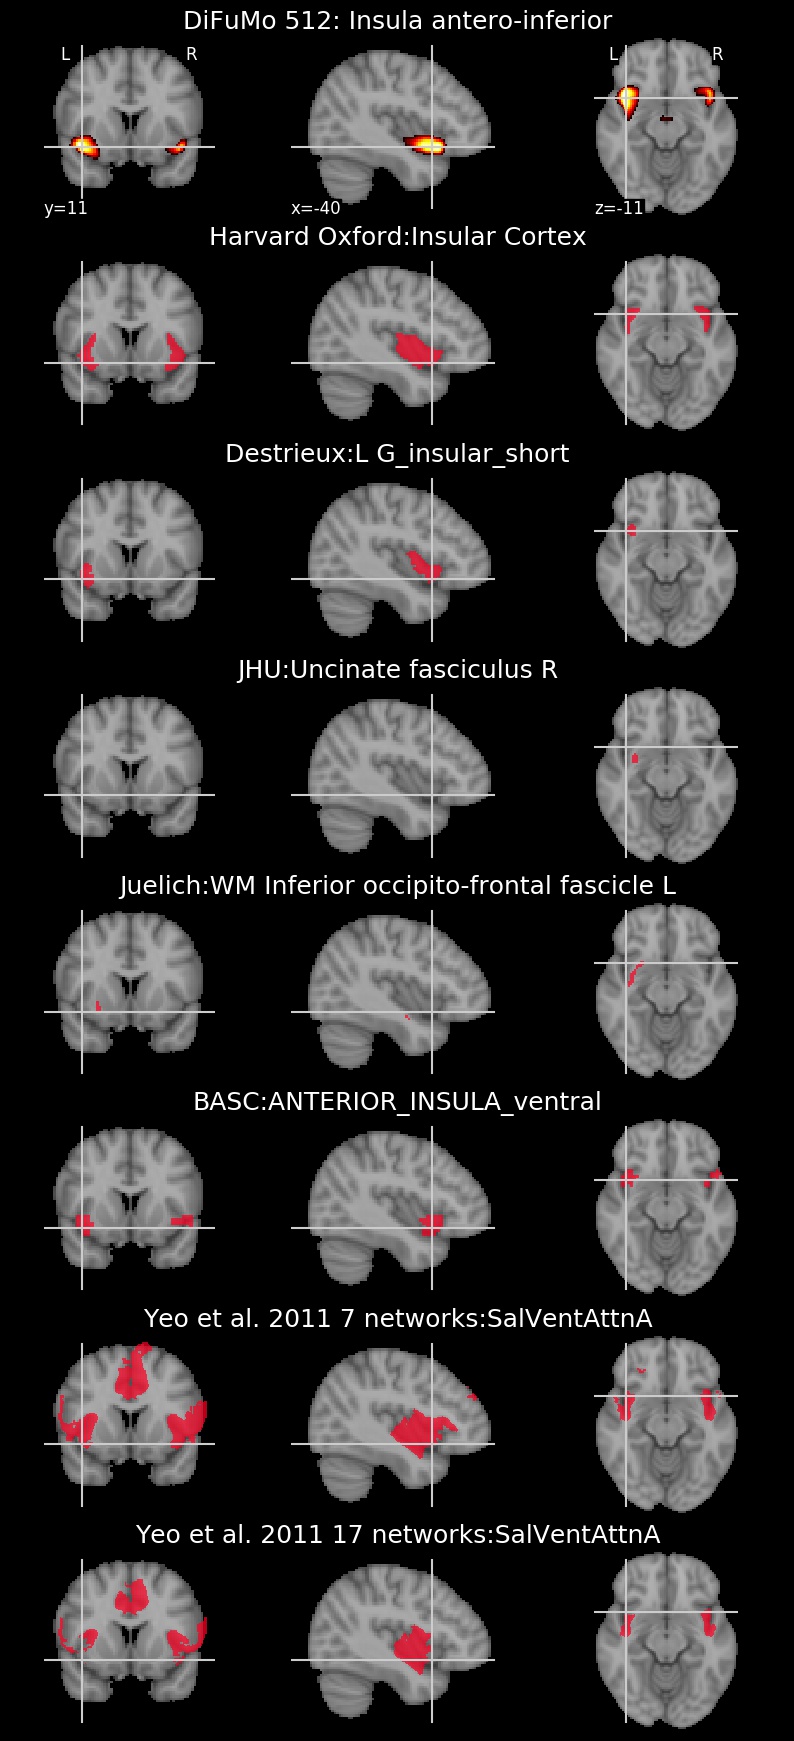 DiFuMo 512: Insula antero-inferior
L R L R
y=11 x=-40 z=-11
Harvard Oxford:Insular Cortex
Destrieux:L G_insular_short
JHU:Uncinate fasciculus R
Juelich:WM Inferior occipito-frontal fascicle L
BASC:ANTERIOR_INSULA_ventral
Yeo et al. 2011 7 networks:SalVentAttnA
Yeo et al. 2011 17 networks:SalVentAttnA